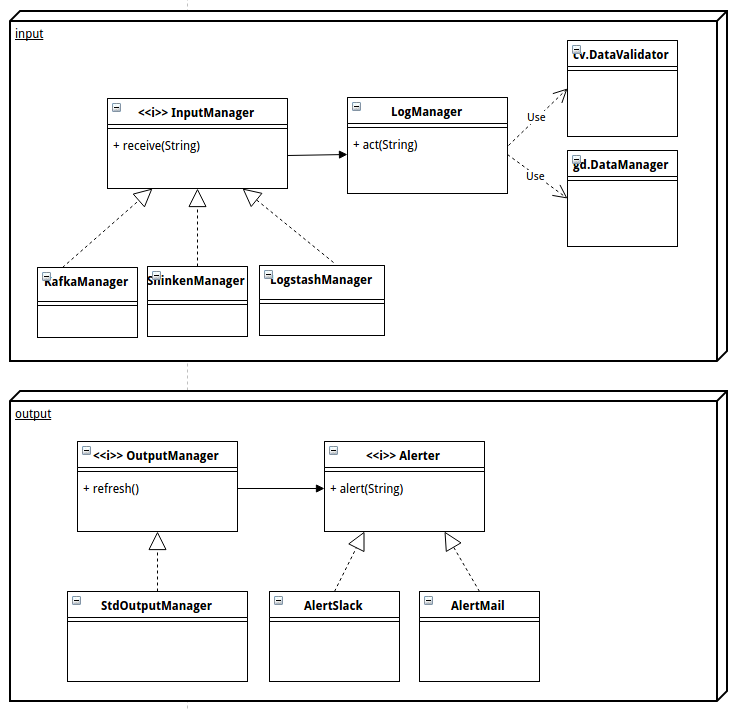 input
<<i>> InputManager
+ receive(String)
LogManager
+ act(String)
cv.DataValidator
Use
gd.DataManager
Use
KafkaManager
ShinkenManager
LogstashManager
output
<<i>> OutputManager
+ refresh()
<<i>> Alerter
+ alert(String)
StdOutputManager
AlertSlack
AlertMail